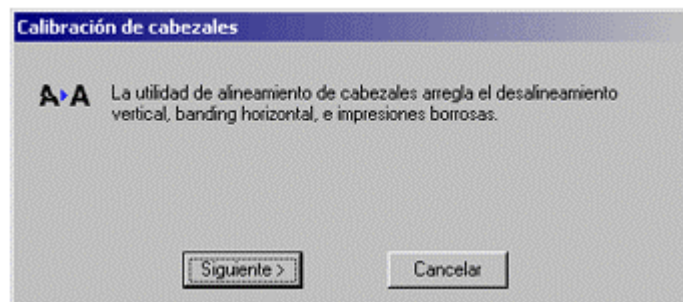 Calibración de cabezales
A A La utilidad de alineamiento de cabezales arregla el desalineamiento
vertical, banding horizontal, e impresiones borrosas.
Siguiente > Cancelar